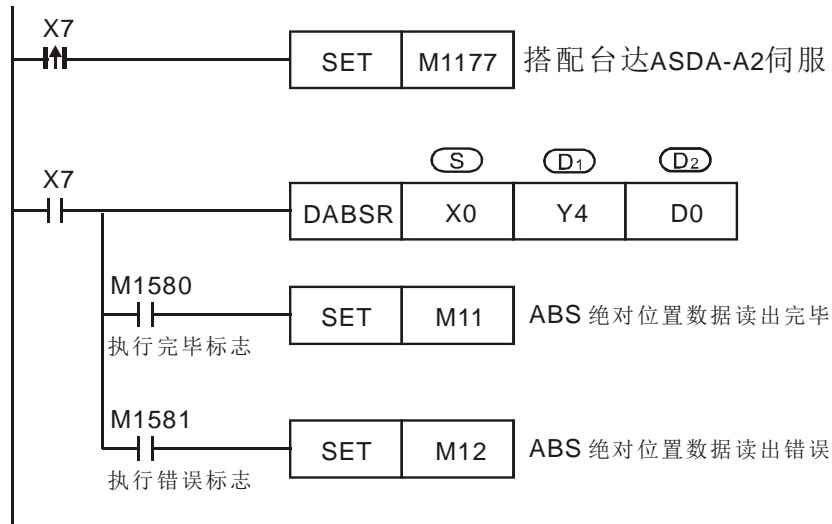 X7
SET M1177 搭配台达ASDA-A2伺服
S D1 D2
X7
DABSR X0 Y4 D0
M1580
SET M11 ABS 绝对位置数据读出完毕
执行完毕标志
M1581
SET M12 ABS 绝对位置数据读出错误
执行错误标志